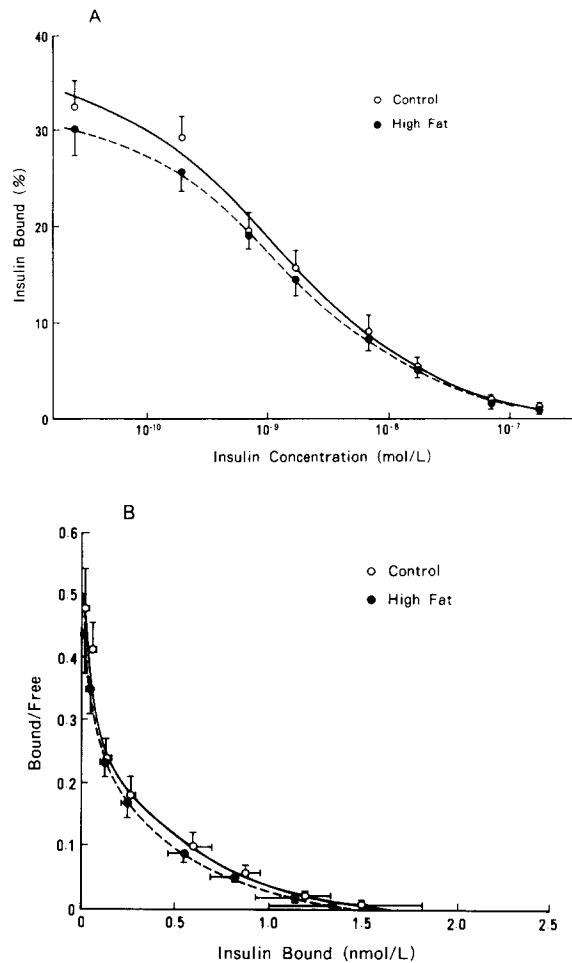 A
40
30
20
10
0
Insulin Bound (%)
Control
High Fat
10-10
10-9
10-8
10-7
Insulin Concentration (mol/L)
B
0.6
0.5
0.4
0.3
0.2
0.1
0
Bound/Free
Control
High Fat
0
0.5
1.0
1.5
2.0
2.5
Insulin Bound (nmol/L)